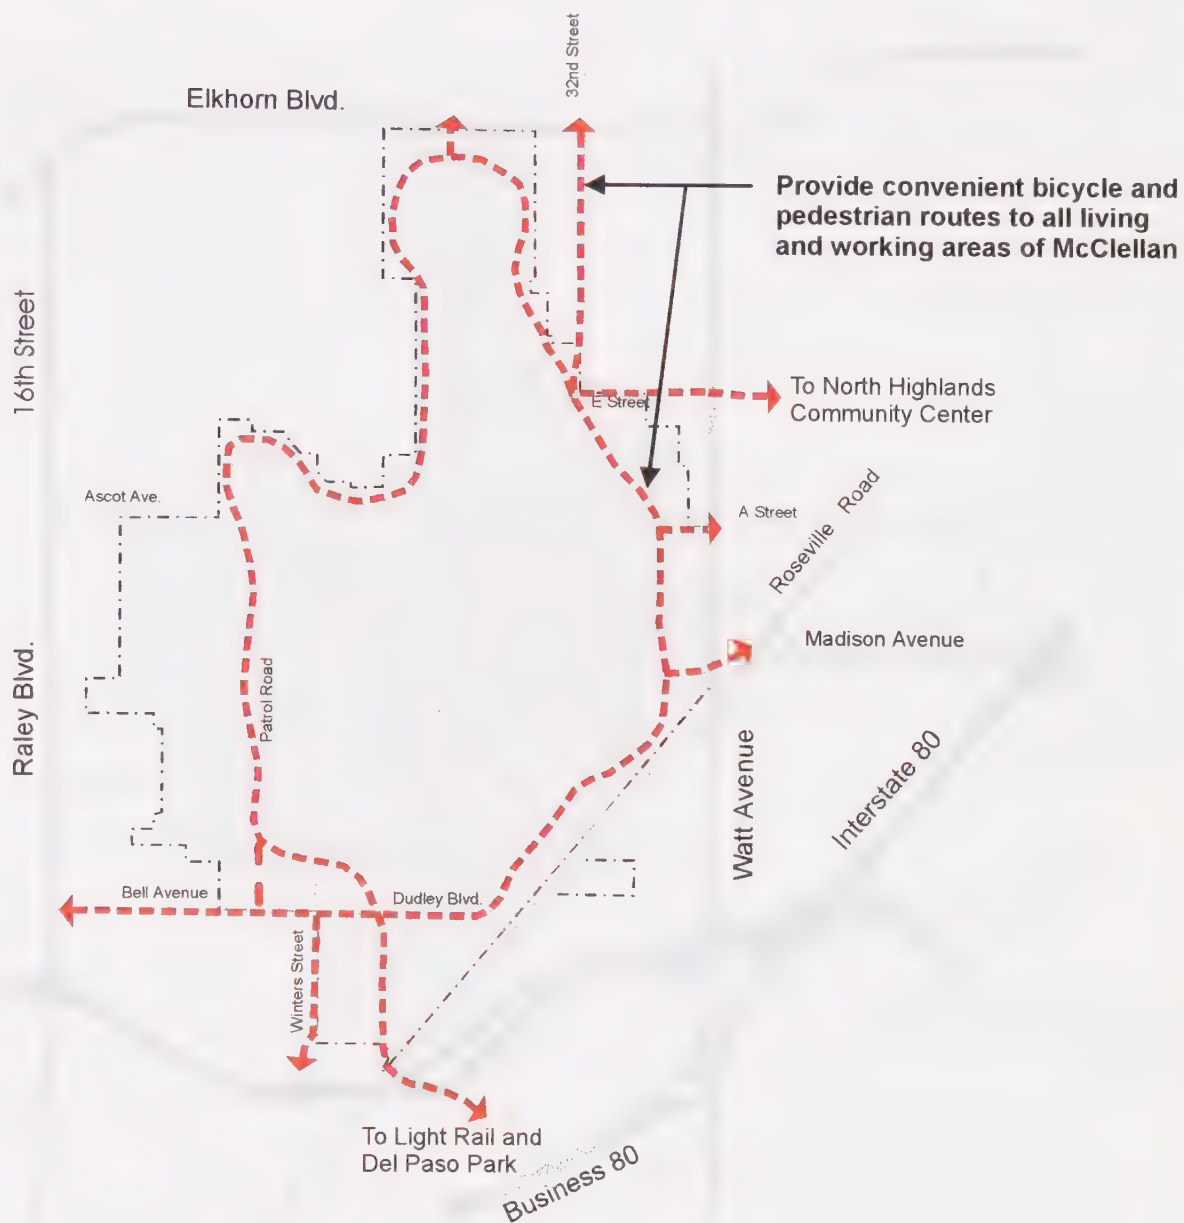 32nd Street
Elkhorn Blvd.
Provide convenient bicycle and
pedestrian routes to all living
and working areas of McClellan
16th Street
To North Highlands
Community Center
E Street
Ascot Ave.
A Street
Roseville Road
Madison Avenue
Raley Blvd.
Patrol Road
Watt Avenue
Interstate 80
Bell Avenue
Dudley Blvd.
Winters Street
To Light Rail and
Del Paso Park
Business 80